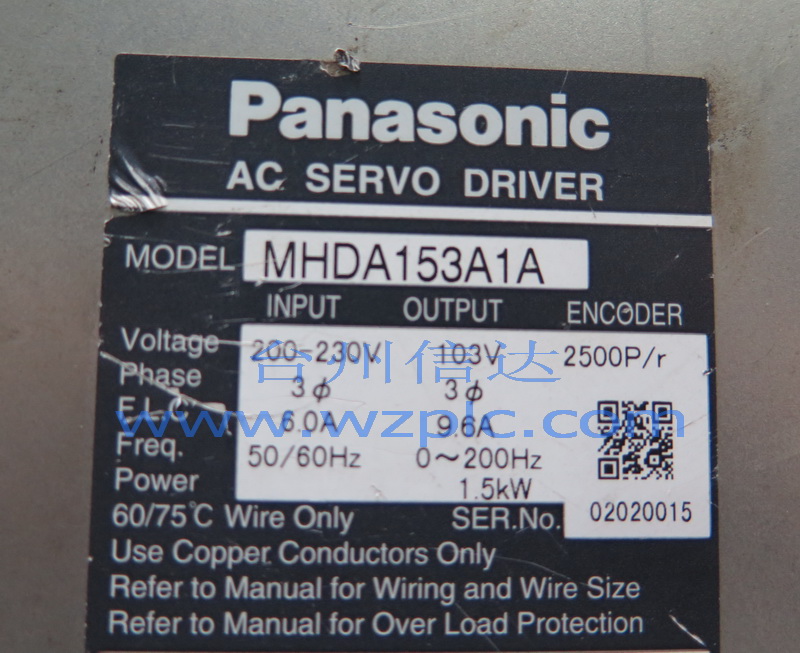 Panasonic
AC SERVO DRIVER
MODEL MHDA153A1A
INPUT OUTPUT ENCODER
Voltage 200-230V 103V 2500P/r
台州信达
Phase 3ϕ 3ϕ
F.L.C 6.0A 9.6A
www.wzplc.com
Freq. 50/60Hz 0~200Hz
Power 1.5kW
60/75℃ Wire Only SER.No. 02020015
Use Copper Conductors Only
Refer to Manual for Wiring and Wire Size
Refer to Manual for Over Load Protection